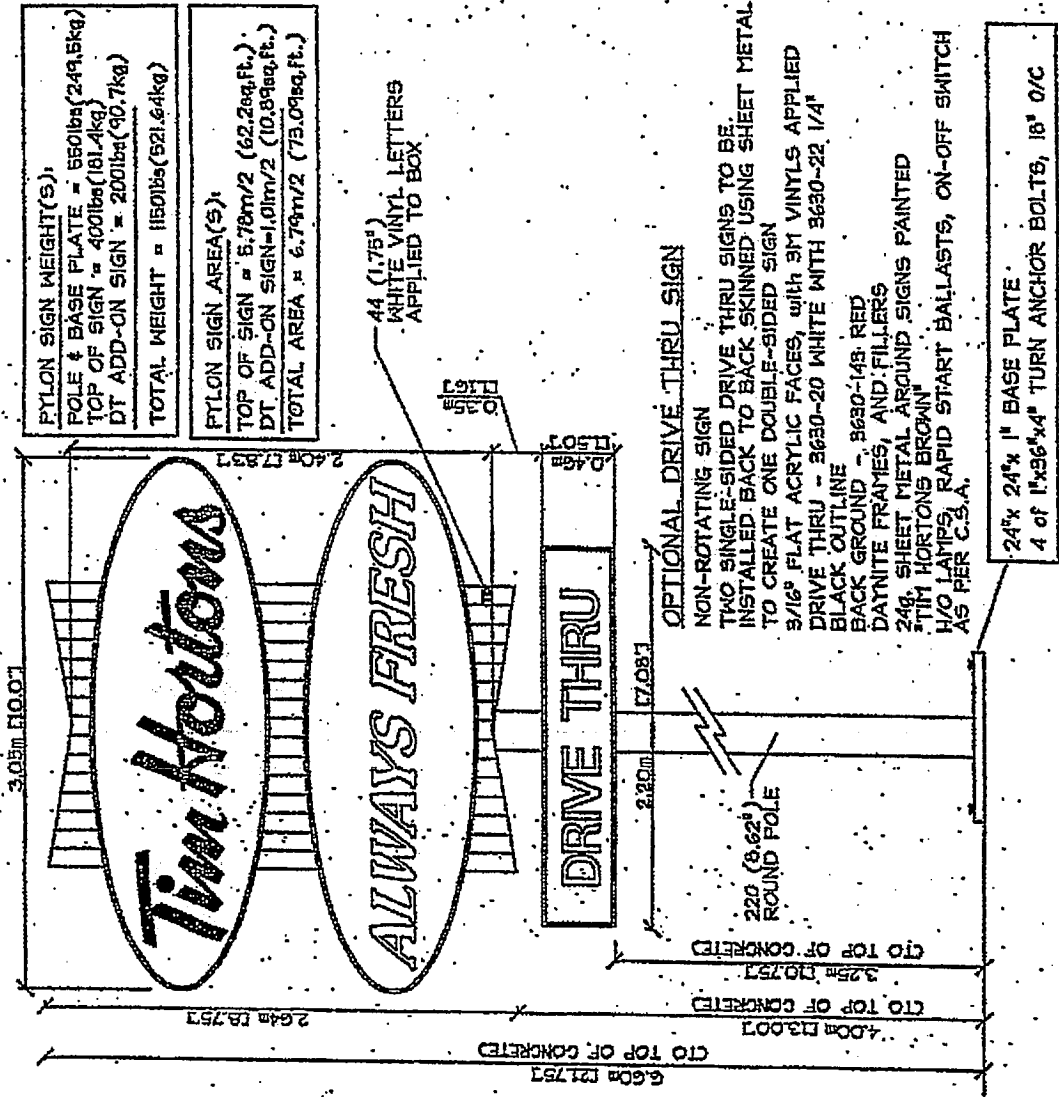 PYLON SIGN WEIGHT(S):
POLE & BASE PLATE = 550lbs(249.5kg)
TOP OF SIGN = 400lbs(181.4kg)
DT ADD-ON SIGN = 200lbs(90.7kg)
TOTAL WEIGHT = 1150lbs(521.64kg)
PYLON SIGN AREA(S):
TOP OF SIGN = 5.78m/2 (62.2sq.ft.)
DT ADD-ON SIGN=1.01m/2 (10.89sq.ft.)
TOTAL AREA = 6.79m/2 (73.09sq.ft.)
44 (1.75")
WHITE VINYL LETTERS
APPLIED TO BOX
3.05m [10.0']
2.40m [7.83']
0.35m
[1.16']
0.46m
[1.50']
Tim Hortons
ALWAYS FRESH
DRIVE THRU
2.20m [7.08']
220 (8.62")
ROUND POLE
2.64m [8.75']
3.25m [10.75']
(TO TOP OF CONCRETE)
4.00m [13.00']
(TO TOP OF CONCRETE)
6.60m [21.75']
(TO TOP OF CONCRETE)
OPTIONAL DRIVE THRU SIGN
NON-ROTATING SIGN
TWO SINGLE-SIDED DRIVE THRU SIGNS TO BE
INSTALLED BACK TO BACK SKINNED USING SHEET METAL
TO CREATE ONE DOUBLE-SIDED SIGN
3/16" FLAT ACRYLIC FACES, with 3M VINYLS APPLIED
DRIVE THRU - 3630-20 WHITE WITH 3630-22 1/4"
BLACK OUTLINE
BACK GROUND - 3630-143 RED
DAYNITE FRAMES, AND FILLERS
24g. SHEET METAL AROUND SIGNS PAINTED
"TIM HORTONS BROWN"
H/O LAMPS, RAPID START BALLASTS, ON-OFF SWITCH
AS PER C.S.A.
24"x 24"x 1" BASE PLATE
4 of 1"x36"x4" TURN ANCHOR BOLTS, 18" O/C